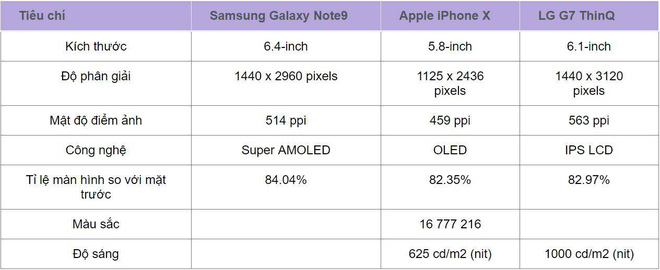 Tiêu chí Samsung Galaxy Note9 Apple iPhone X LG G7 ThinQ
Kích thước 6.4-inch 5.8-inch 6.1-inch
Độ phân giải 1440 x 2960 pixels 1125 x 2436 pixels 1440 x 3120 pixels
Mật độ điểm ảnh 514 ppi 459 ppi 563 ppi
Công nghệ Super AMOLED OLED IPS LCD
Tỉ lệ màn hình so với mặt trước 84.04% 82.35% 82.97%
Màu sắc 16 777 216
Độ sáng 625 cd/m2 (nit) 1000 cd/m2 (nit)